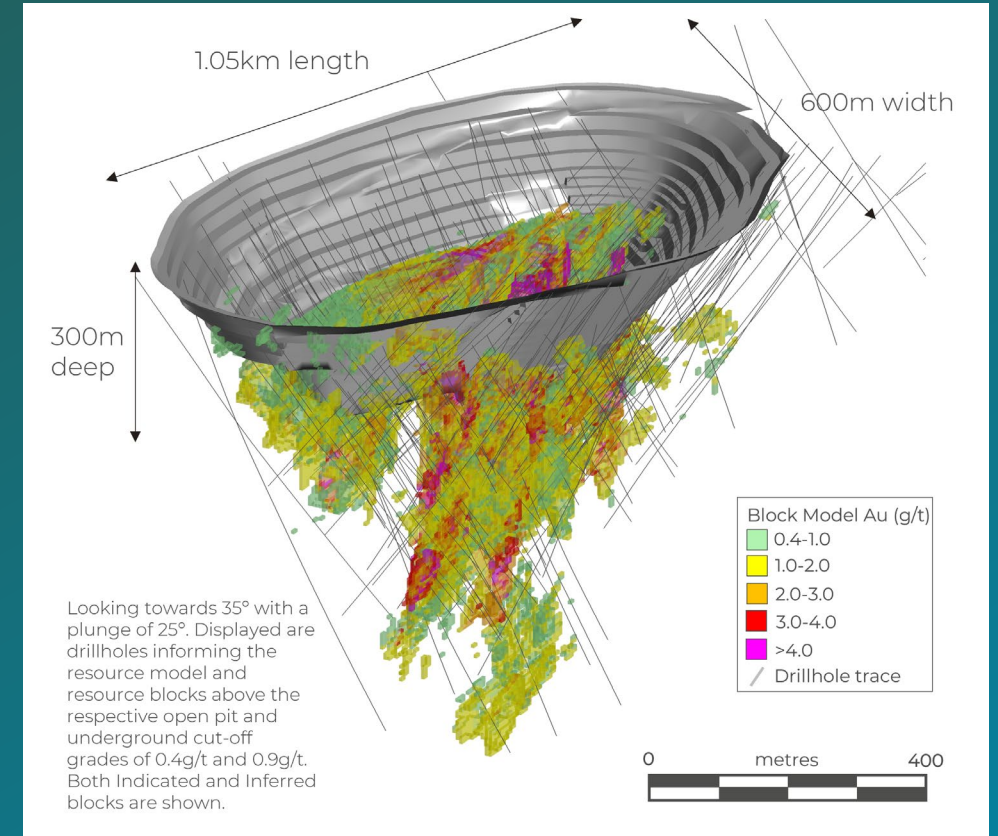 1.05km length
600m width
300m
deep
Block Model Au (g/t)
0.4-1.0
1.0-2.0
2.0-3.0
3.0-4.0
>4.0
Drillhole trace
Looking towards 35° with a
plunge of 25°. Displayed are
drillholes informing the
resource model and
resource blocks above the
respective open pit and
underground cut-off
grades of 0.4g/t and 0.9g/t.
Both Indicated and Inferred
blocks are shown.
0 metres 400